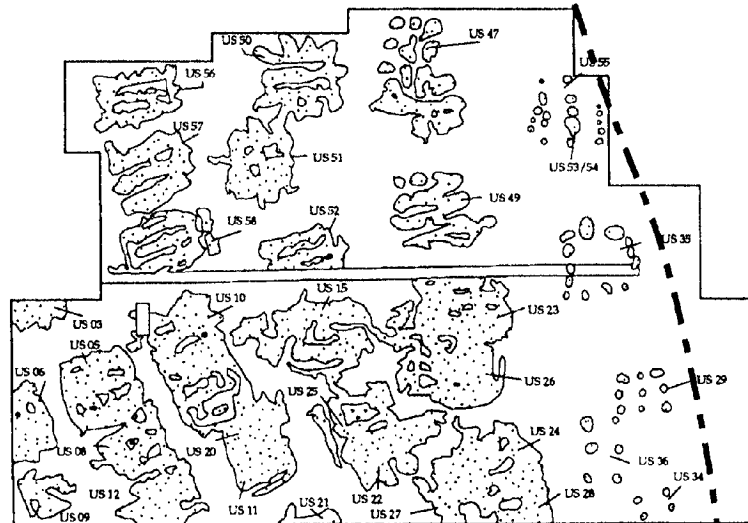 US 50
US 47
US 56
US 55
US 57
US 51
US 53/54
US 49
US 58
US 52
US 35
US 10
US 15
US 03
US 23
US 05
US 06
US 26
US 29
US 25
US 24
US 08
US 20
US 36
US 34
US 12
US 21
US 22
US 28
US 09
US 11
US 27